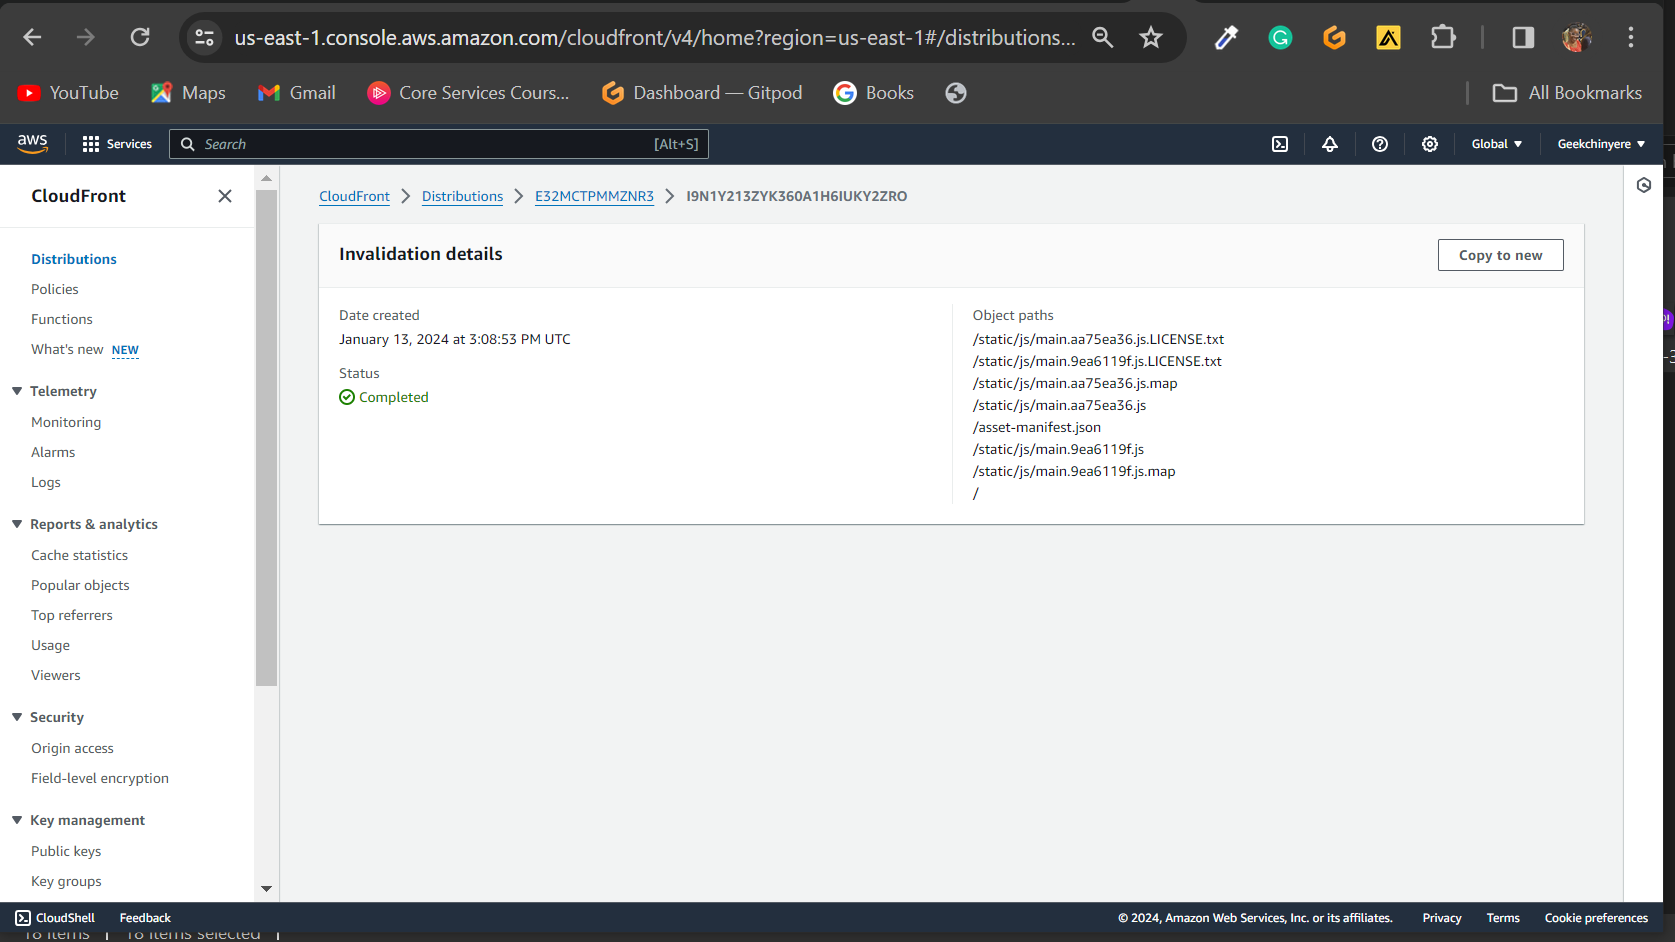 us-east-1.console.aws.amazon.com/cloudfront/v4/home?region=us-east-1#/distributions...
YouTube Maps Gmail Core Services Cours... Dashboard — Gitpod Books All Bookmarks
aws Services Search [Alt+S] Global Geekchinyere
CloudFront
Distributions
Policies
Functions
What's new NEW
Telemetry
Monitoring
Alarms
Logs
Reports & analytics
Cache statistics
Popular objects
Top referrers
Usage
Viewers
Security
Origin access
Field-level encryption
Key management
Public keys
Key groups
CloudFront > Distributions > E32MCTPMMZNR3 > I9N1Y213ZYK360A1H6IUKY2ZRO
Invalidation details
Copy to new
Date created
January 13, 2024 at 3:08:53 PM UTC
Status
Completed
Object paths
/static/js/main.aa75ea36.js.LICENSE.txt
/static/js/main.9ea6119f.js.LICENSE.txt
/static/js/main.aa75ea36.js.map
/static/js/main.aa75ea36.js
/asset-manifest.json
/static/js/main.9ea6119f.js
/static/js/main.9ea6119f.js.map
/
CloudShell Feedback © 2024, Amazon Web Services, Inc. or its affiliates. Privacy Terms Cookie preferences
18 items | 18 items selected |